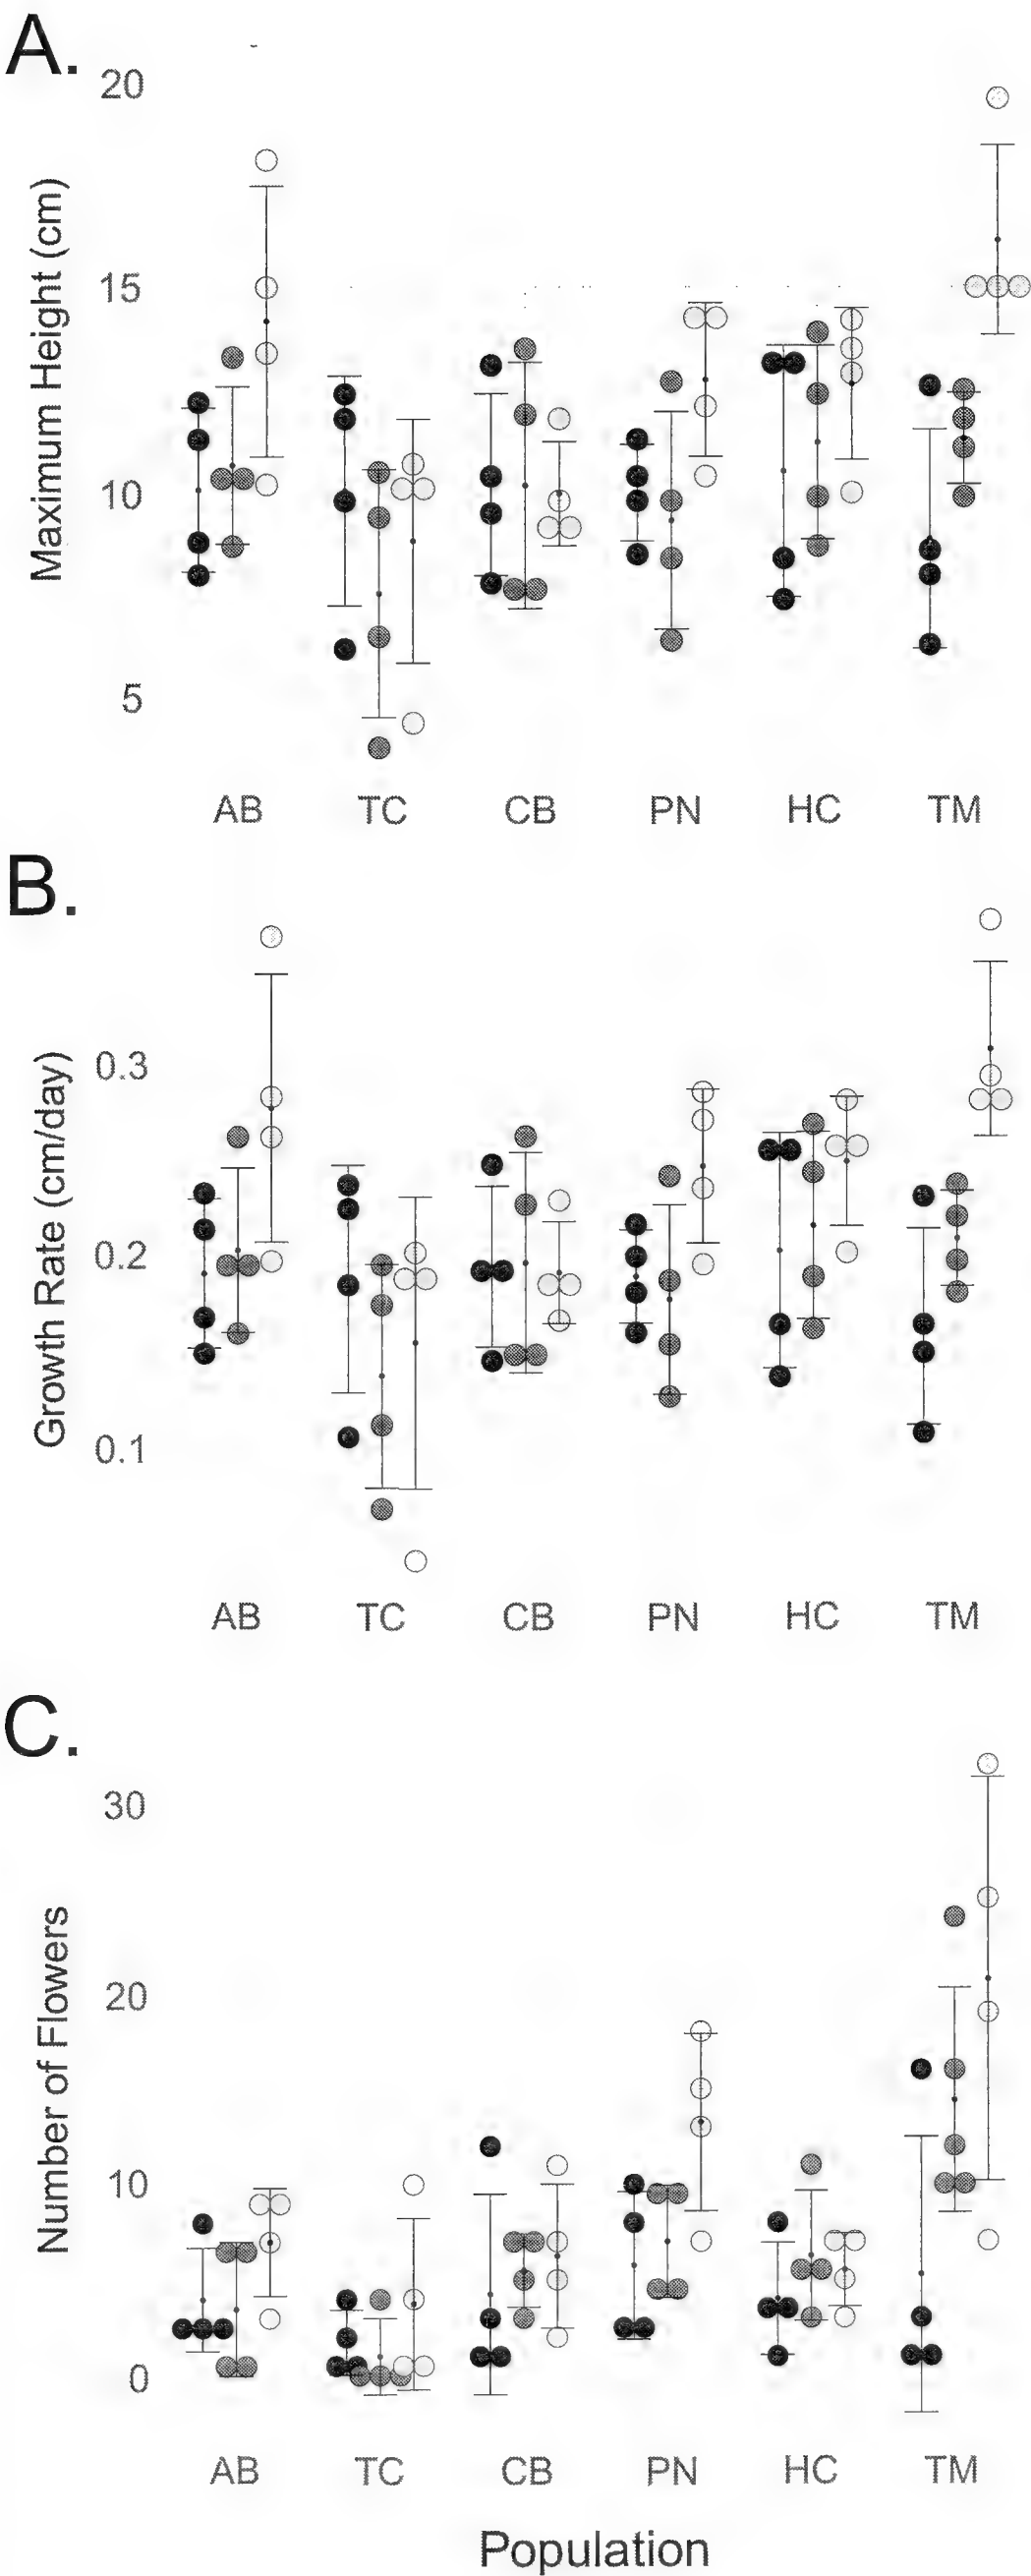 A.
20
15
10
5
Maximum Height (cm)
AB TC CB PN HC TM
B.
0.3
0.2
0.1
Growth Rate (cm/day)
AB TC CB PN HC TM
C.
30
20
10
0
Number of Flowers
AB TC CB PN HC TM
Population